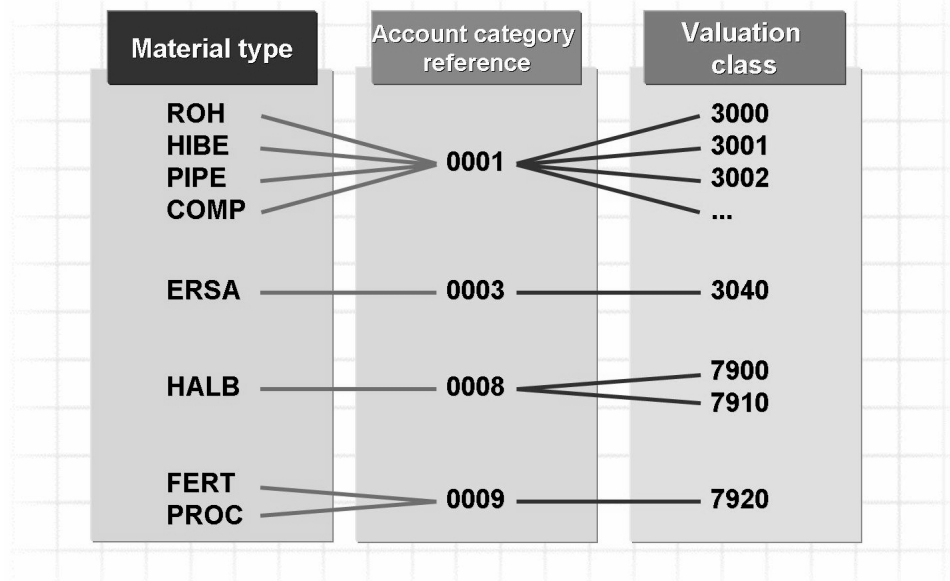 Material type
Account category
reference
Valuation
class
ROH
HIBE
PIPE
COMP
0001
3000
3001
3002
...
ERSA
0003
3040
HALB
0008
7900
7910
FERT
PROC
0009
7920